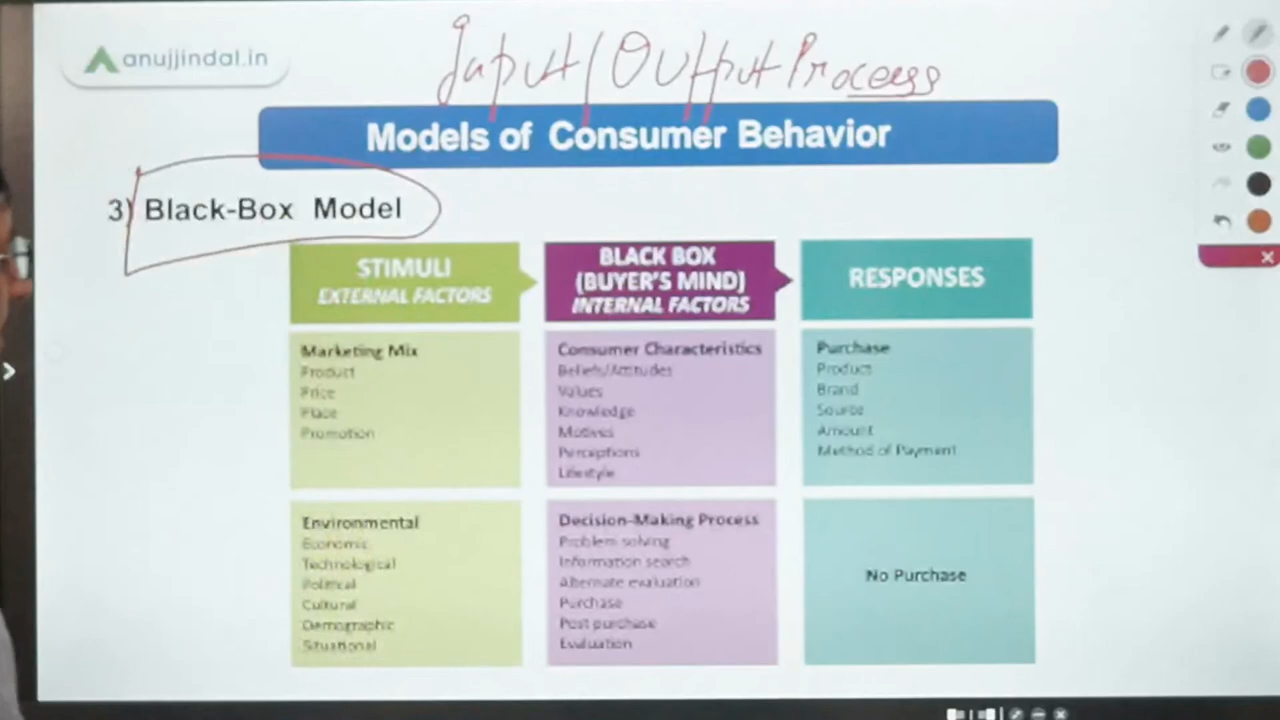 anujjindal.in
Input/Output Process
Models of Consumer Behavior
3) Black-Box Model
STIMULI
EXTERNAL FACTORS
BLACK BOX
(BUYER'S MIND)
INTERNAL FACTORS
RESPONSES
Marketing Mix
Product
Price
Place
Promotion
Consumer Characteristics
Beliefs/Attitudes
Values
Knowledge
Motives
Perceptions
Lifestyle
Purchase
Product
Brand
Source
Amount
Method of Payment
Environmental
Economic
Technological
Political
Cultural
Demographic
Situational
Decision-Making Process
Problem solving
Information search
Alternate evaluation
Purchase
Post purchase
Evaluation
No Purchase